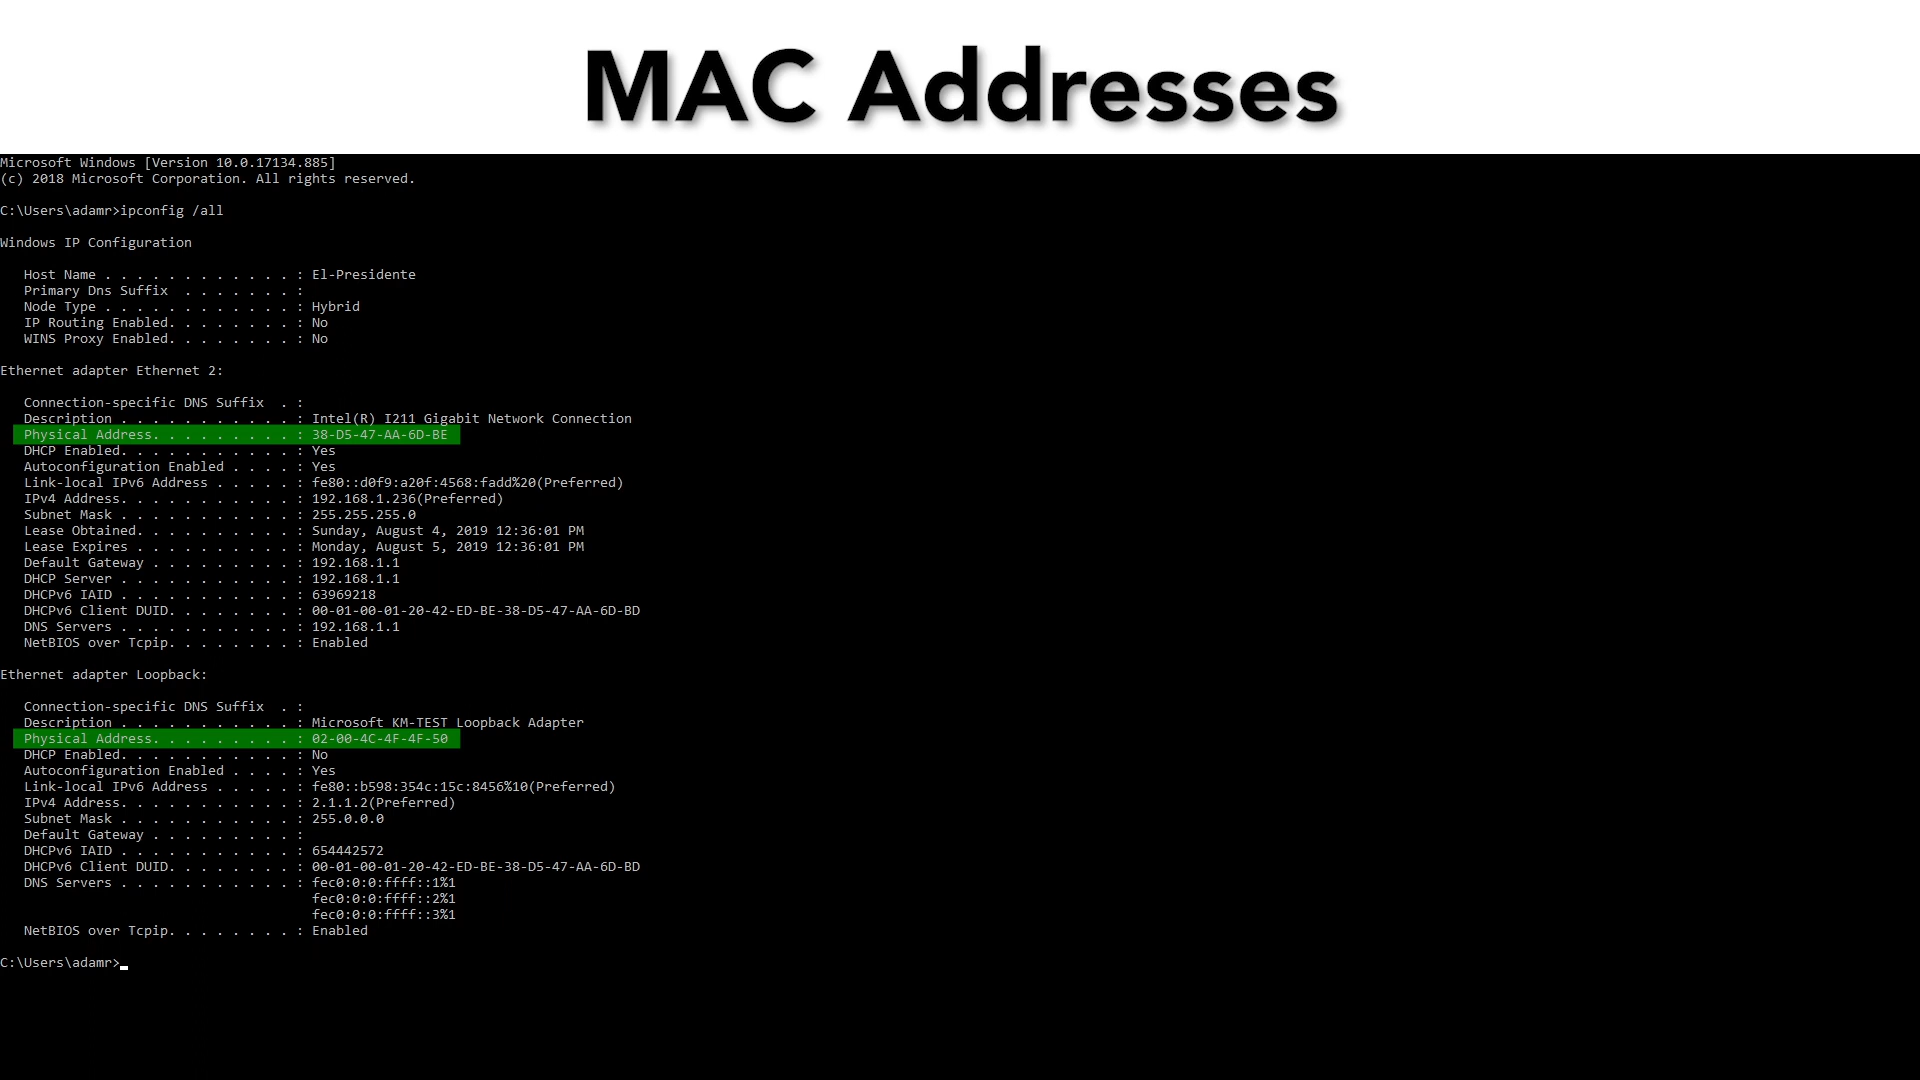 MAC Addresses
Microsoft Windows [Version 10.0.17134.885]
(c) 2018 Microsoft Corporation. All rights reserved.
C:\Users\adamr>ipconfig /all
Windows IP Configuration
Host Name . . . . . . . . . . . . : El-Presidente
Primary Dns Suffix  . . . . . . . :
Node Type . . . . . . . . . . . . : Hybrid
IP Routing Enabled. . . . . . . . : No
WINS Proxy Enabled. . . . . . . . : No
Ethernet adapter Ethernet 2:
Connection-specific DNS Suffix  . :
Description . . . . . . . . . . . : Intel(R) I211 Gigabit Network Connection
Physical Address. . . . . . . . . : 38-D5-47-AA-6D-BE
DHCP Enabled. . . . . . . . . . . : Yes
Autoconfiguration Enabled . . . . : Yes
Link-local IPv6 Address . . . . . : fe80::d0f9:a20f:4568:fadd%20(Preferred)
IPv4 Address. . . . . . . . . . . : 192.168.1.236(Preferred)
Subnet Mask . . . . . . . . . . . : 255.255.255.0
Lease Obtained. . . . . . . . . . : Sunday, August 4, 2019 12:36:01 PM
Lease Expires . . . . . . . . . . : Monday, August 5, 2019 12:36:01 PM
Default Gateway . . . . . . . . . : 192.168.1.1
DHCP Server . . . . . . . . . . . : 192.168.1.1
DHCPv6 IAID . . . . . . . . . . . : 63969218
DHCPv6 Client DUID. . . . . . . . : 00-01-00-01-20-42-ED-BE-38-D5-47-AA-6D-BD
DNS Servers . . . . . . . . . . . : 192.168.1.1
NetBIOS over Tcpip. . . . . . . . : Enabled
Ethernet adapter Loopback:
Connection-specific DNS Suffix  . :
Description . . . . . . . . . . . : Microsoft KM-TEST Loopback Adapter
Physical Address. . . . . . . . . : 02-00-4C-4F-4F-50
DHCP Enabled. . . . . . . . . . . : No
Autoconfiguration Enabled . . . . : Yes
Link-local IPv6 Address . . . . . : fe80::b598:354c:15c:8456%10(Preferred)
IPv4 Address. . . . . . . . . . . : 2.1.1.2(Preferred)
Subnet Mask . . . . . . . . . . . : 255.0.0.0
Default Gateway . . . . . . . . . :
DHCPv6 IAID . . . . . . . . . . . : 654442572
DHCPv6 Client DUID. . . . . . . . : 00-01-00-01-20-42-ED-BE-38-D5-47-AA-6D-BD
DNS Servers . . . . . . . . . . . : fec0:0:0:ffff::1%1
fec0:0:0:ffff::2%1
fec0:0:0:ffff::3%1
NetBIOS over Tcpip. . . . . . . . : Enabled
C:\Users\adamr>